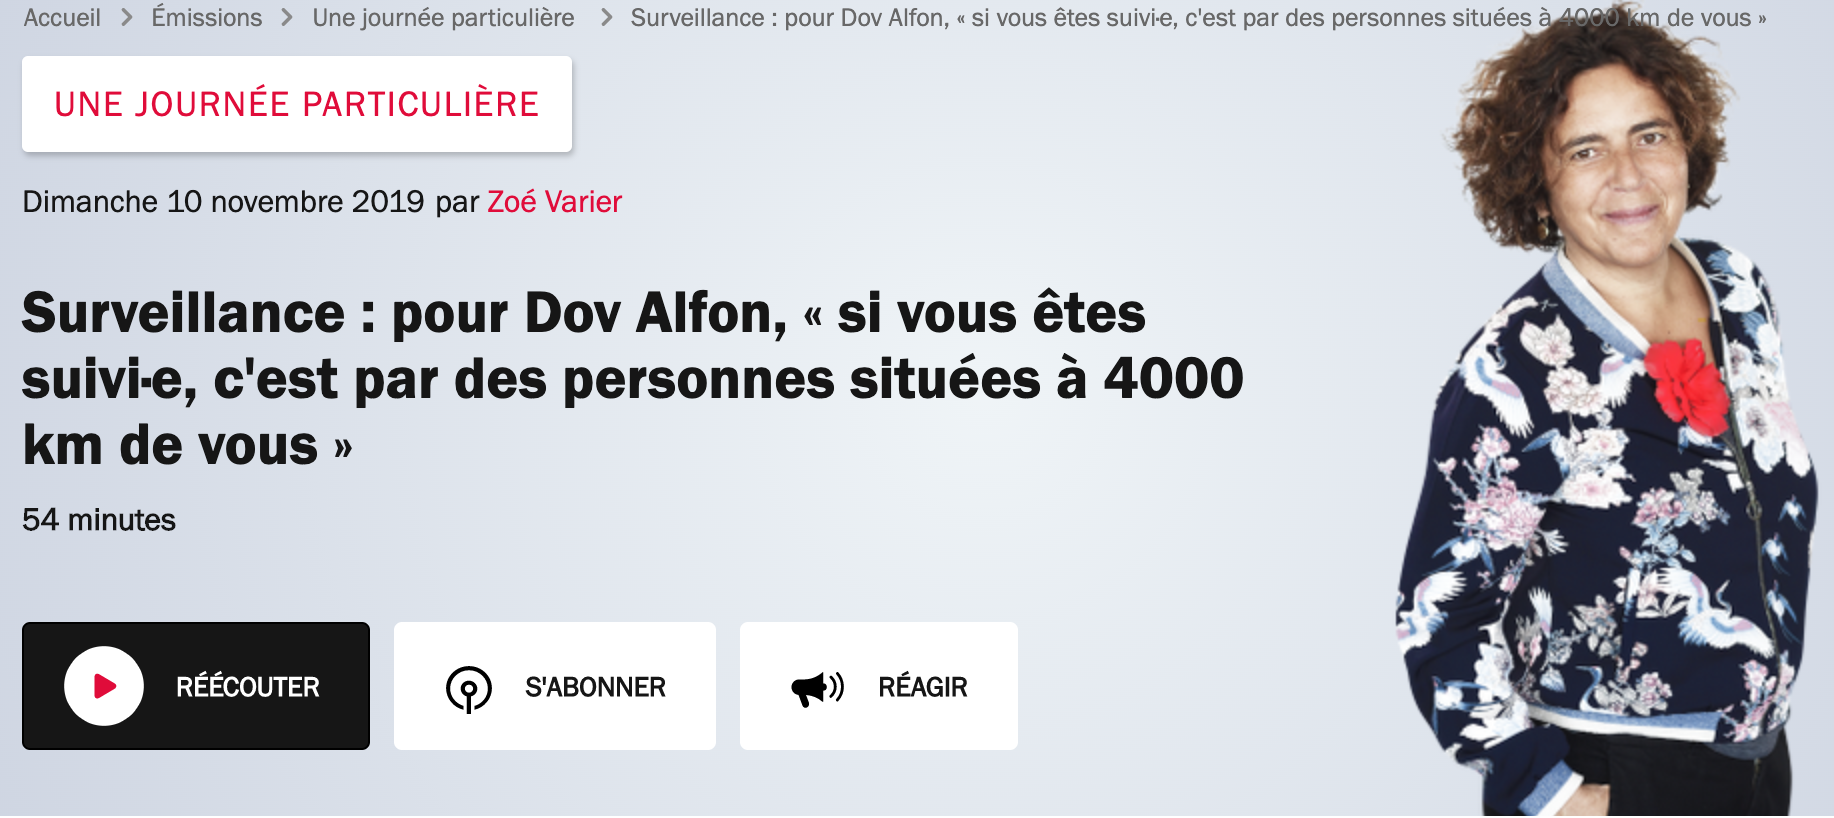 Accueil > Émissions > Une journée particulière > Surveillance : pour Dov Alfon, « si vous êtes suivi·e, c'est par des personnes situées à 4000 km de vous »
UNE JOURNÉE PARTICULIÈRE
Dimanche 10 novembre 2019 par Zoé Varier
Surveillance : pour Dov Alfon, « si vous êtes
suivi·e, c'est par des personnes situées à 4000
km de vous »
54 minutes
RÉÉCOUTER S'ABONNER RÉAGIR